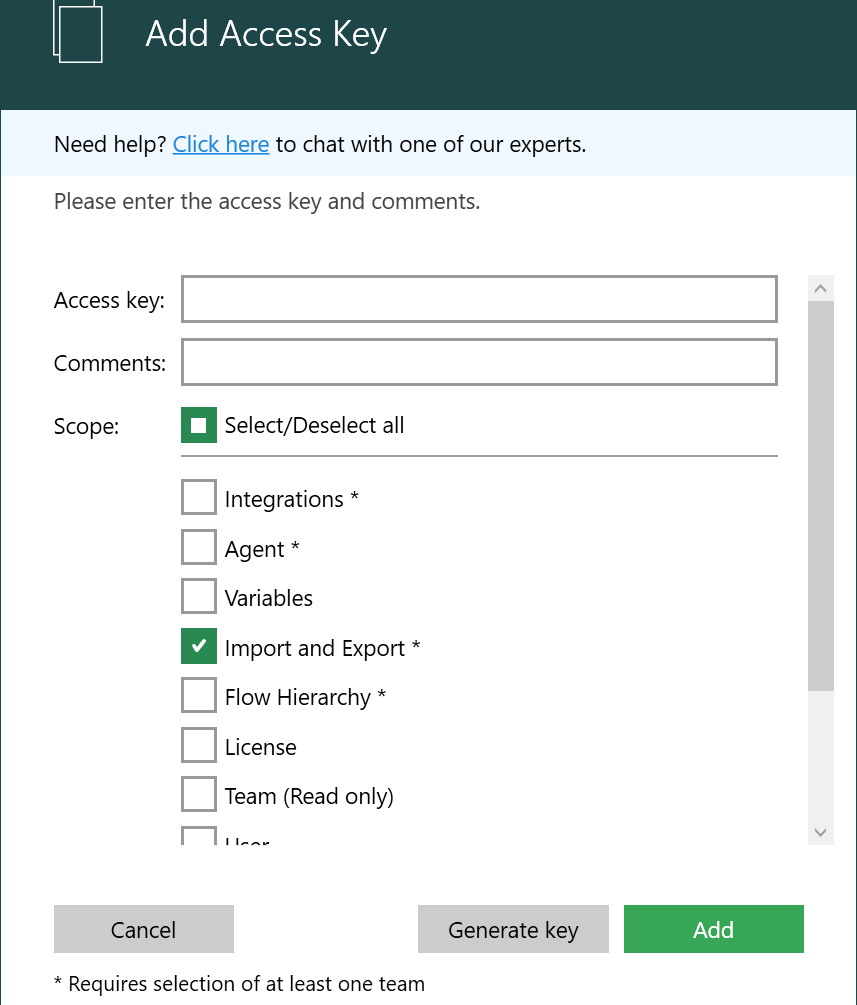 Add Access Key
Need help? Click here to chat with one of our experts.
Please enter the access key and comments.
Access key:
Comments:
Scope:
Select/Deselect all
Integrations *
Agent *
Variables
Import and Export *
Flow Hierarchy *
License
Team (Read only)
User
Cancel
Generate key
Add
* Requires selection of at least one team